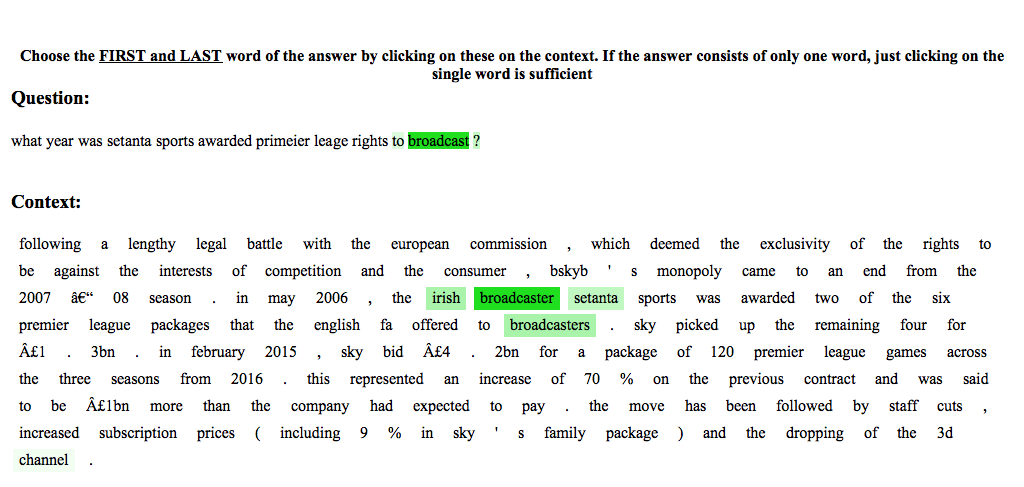 Choose the FIRST and LAST word of the answer by clicking on these on the context. If the answer consists of only one word, just clicking on the
single word is sufficient
Question:
what year was setanta sports awarded primeier leage rights to broadcast ?
Context:
following a lengthy legal battle with the european commission , which deemed the exclusivity of the rights to
be against the interests of competition and the consumer , bskyb ' s monopoly came to an end from the
2007 â€“ 08 season . in may 2006 , the irish broadcaster setanta sports was awarded two of the six
premier league packages that the english fa offered to broadcasters . sky picked up the remaining four for
Â£1 . 3bn . in february 2015 , sky bid Â£4 . 2bn for a package of 120 premier league games across
the three seasons from 2016 . this represented an increase of 70 % on the previous contract and was said
to be Â£1bn more than the company had expected to pay . the move has been followed by staff cuts ,
increased subscription prices ( including 9 % in sky ' s family package ) and the dropping of the 3d
channel .